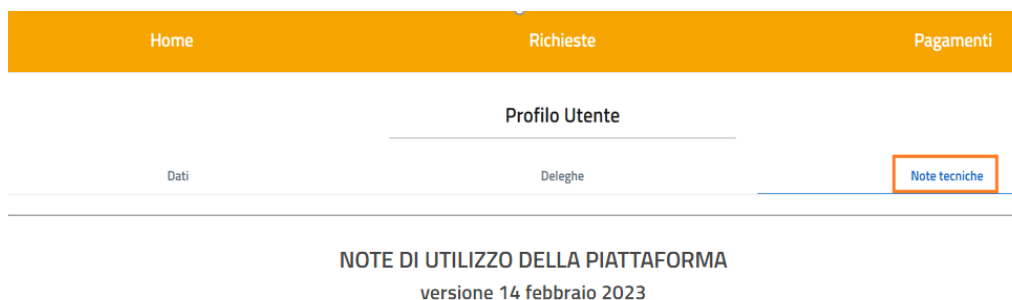 Home Richieste Pagamenti
Profilo Utente
Dati Deleghe Note tecniche
NOTE DI UTILIZZO DELLA PIATTAFORMA
versione 14 febbraio 2023